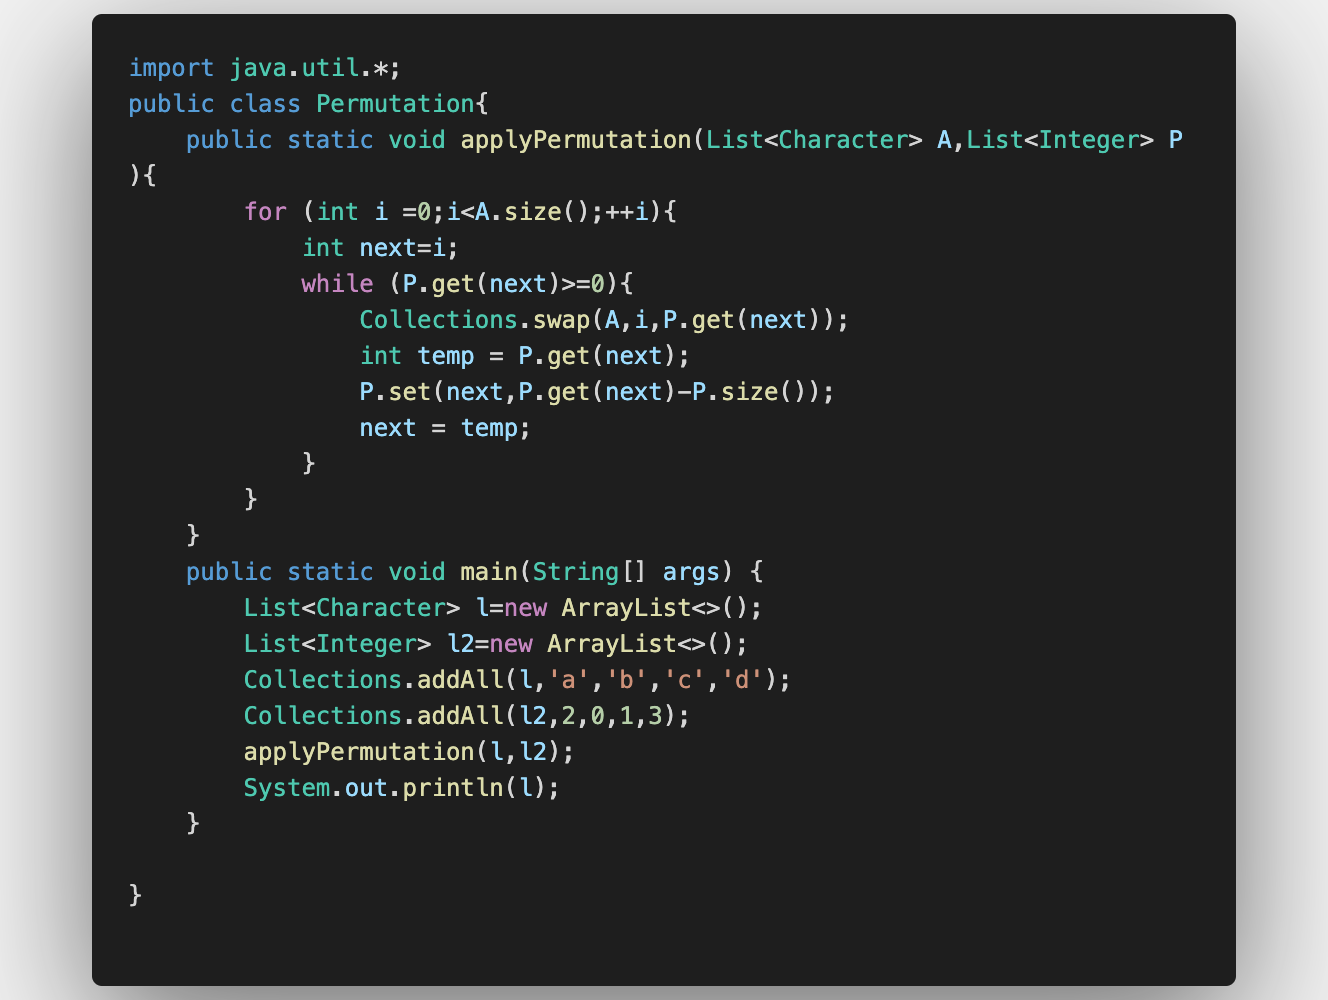 import java.util.*;
public class Permutation{
    public static void applyPermutation(List<Character> A,List<Integer> P
){
        for (int i =0;i<A.size();++i){
            int next=i;
            while (P.get(next)>=0){
                Collections.swap(A,i,P.get(next));
                int temp = P.get(next);
                P.set(next,P.get(next)-P.size());
                next = temp;
            }
        }
    }
    public static void main(String[] args) {
        List<Character> l=new ArrayList<>();
        List<Integer> l2=new ArrayList<>();
        Collections.addAll(l,'a','b','c','d');
        Collections.addAll(l2,2,0,1,3);
        applyPermutation(l,l2);
        System.out.println(l);
    }

}